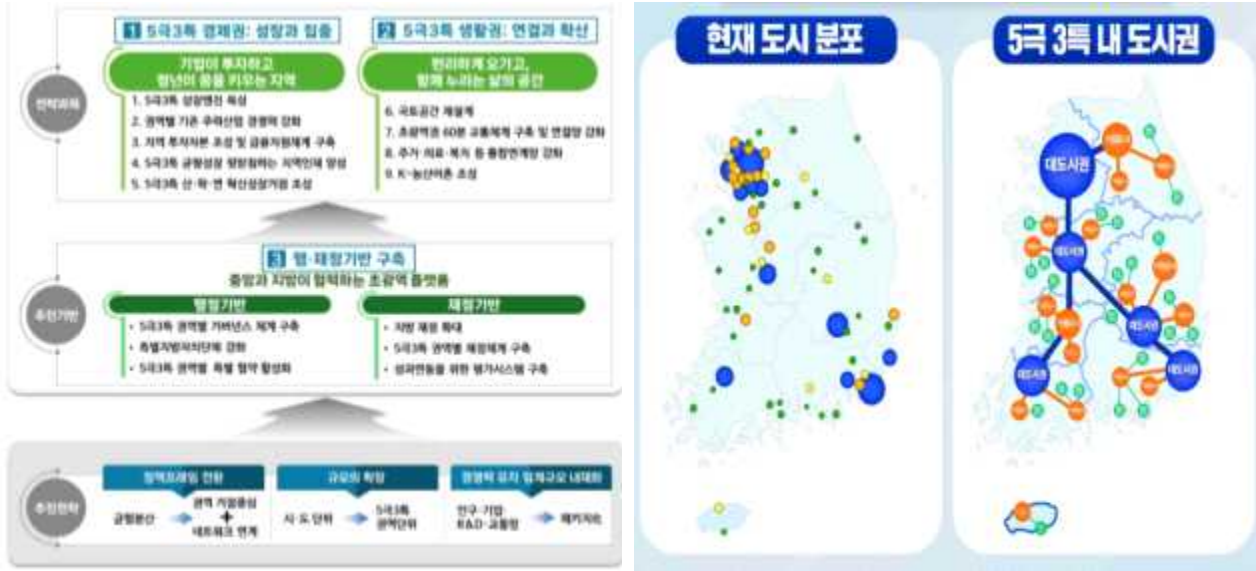 1 5극3특 경제권: 성장과 집중
기업이 투자하고
청년이 꿈을 키우는 지역
1. 5극3특 성장엔진 육성
2. 권역별 기존 주력산업 경쟁력 강화
3. 지역 투자자본 조성 및 금융지원체계 구축
4. 5극3특 균형성장 뒷받침하는 지역인재 양성
5. 5극3특 산·학·연 혁신성장거점 조성
2 5극3특 생활권: 연결과 확산
편리하게 오가고,
함께 누리는 삶의 공간
6. 국토공간 재설계
7. 초광역권 60분 교통체계 구축 및 연결망 강화
8. 주거·의료·복지 등 통합연계망 강화
9. K-농산어촌 조성
전략과제
3 행·재정기반 구축
중앙과 지방이 협력하는 초광역 플랫폼
추진기반
행정기반
• 5극3특 권역별 거버넌스 체계 구축
• 특별지방자치단체 강화
• 5극3특 권역별 특별 협약 활성화
재정기반
• 지방 재정 확대
• 5극3특 권역별 재정체계 구축
• 성과연동을 위한 평가시스템 구축
추진전략
정책프레임 전환
균형분산
권역 거점중심
+
네트워크 연계
규모의 확장
시·도 단위
5극3특
권역단위
경쟁력 유지 임계규모 내재화
인구·기업·
R&D·교통망
패키지화
현재 도시 분포
5극 3특 내 도시권
대도시권
대도시권
대도시권
대도시권
대도시권